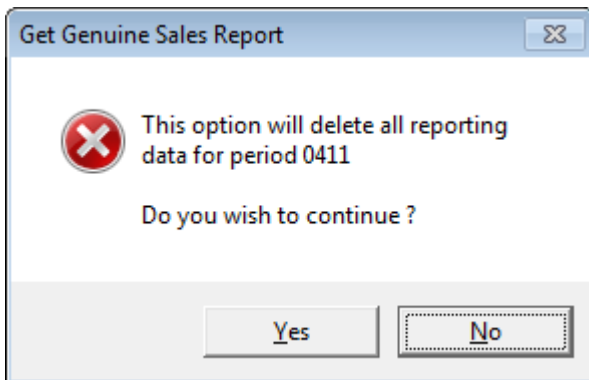 Get Genuine Sales Report
This option will delete all reporting
data for period 0411
Do you wish to continue ?
Yes
No